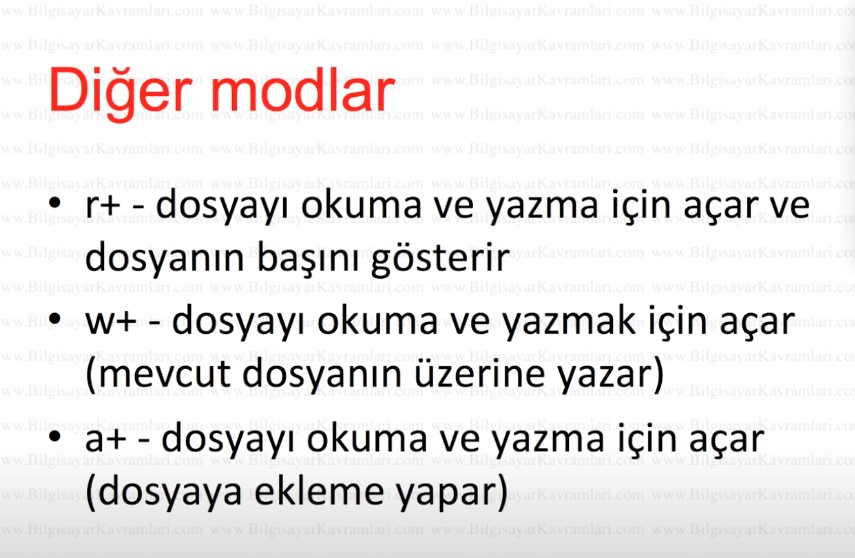 Diğer modlar
• r+ - dosyayı okuma ve yazma için açar ve
dosyanın başını gösterir
• w+ - dosyayı okuma ve yazmak için açar
(mevcut dosyanın üzerine yazar)
• a+ - dosyayı okuma ve yazma için açar
(dosyaya ekleme yapar)
www.BilgisayarKavramlari.com